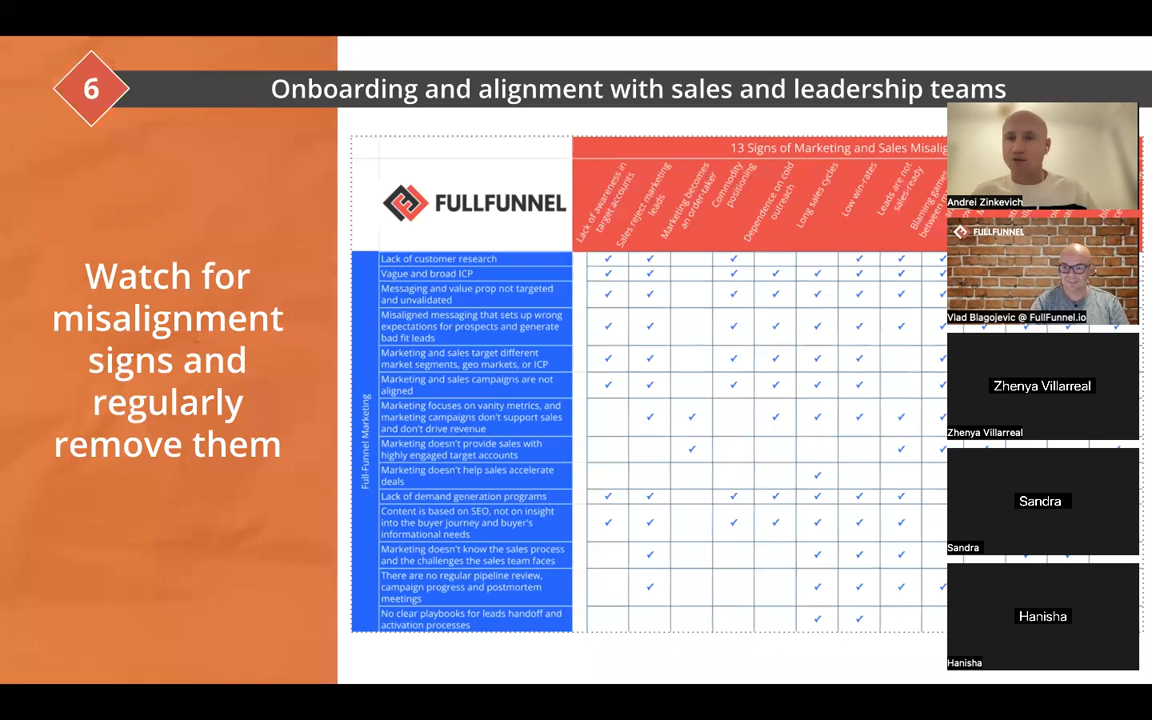 6
Onboarding and alignment with sales and leadership teams
Watch for
misalignment
signs and
regularly
remove them
13 Signs of Marketing and Sales
FULLFUNNEL
Lack of awareness in
target accounts
Sales reject marketing
leads
Marketing becomes
an order-taker
Commodity
positioning
Dependence on cold
outreach
Long sales cycles
Low win-rates
Leads are not
sales-ready
Blaming games
between
Full-Funnel Marketing
Lack of customer research
Vague and broad ICP
Messaging and value prop not targeted
and unvalidated
Misaligned messaging that sets up wrong
expectations for prospects and generate
bad fit leads
Marketing and sales target different
market segments, geo markets, or ICP
Marketing and sales campaigns are not
aligned
Marketing focuses on vanity metrics, and
marketing campaigns don't support sales
and don't drive revenue
Marketing doesn't provide sales with
highly engaged target accounts
Marketing doesn't help sales accelerate
deals
Lack of demand generation programs
Content is based on SEO, not on insight
into the buyer journey and buyer's
informational needs
Marketing doesn't know the sales process
and the challenges the sales team faces
There are no regular pipeline review,
campaign progress and postmortem
meetings
No clear playbooks for leads handoff and
activation processes
Andrei Zinkevich
FULLFUNNEL
Vlad Blagojevic @ FullFunnel.io
Zhenya Villarreal
Zhenya Villarreal
Sandra
Sandra
Hanisha
Hanisha